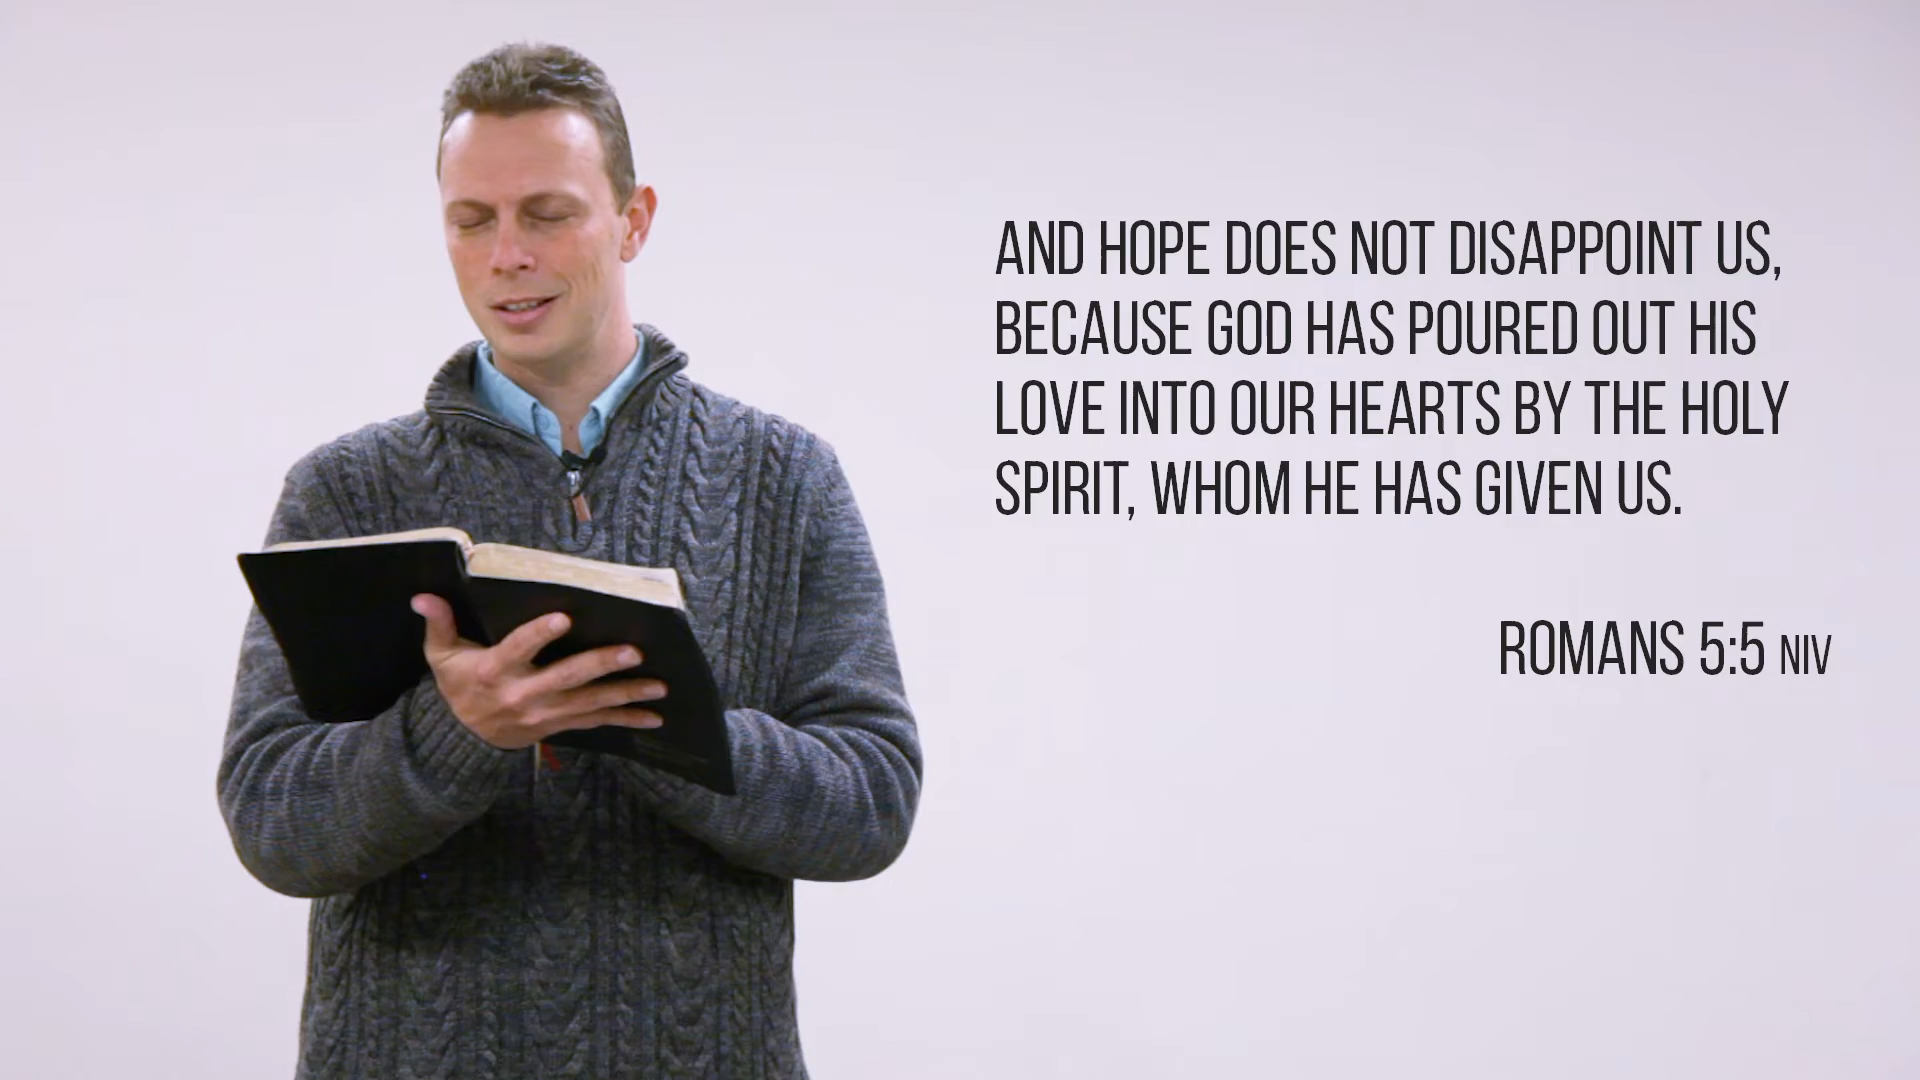 AND HOPE DOES NOT DISAPPOINT US,
BECAUSE GOD HAS POURED OUT HIS
LOVE INTO OUR HEARTS BY THE HOLY
SPIRIT, WHOM HE HAS GIVEN US.
ROMANS 5:5 NIV